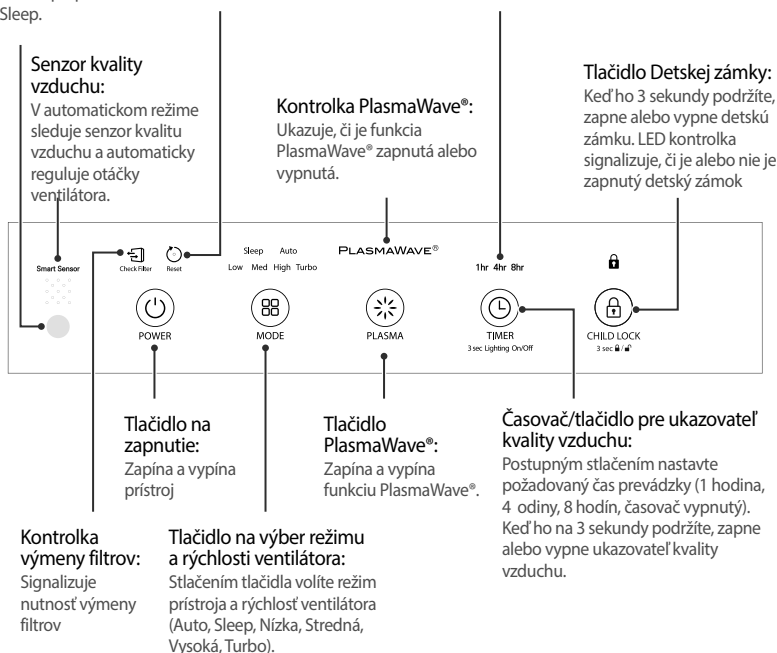 Sleep.
Senzor kvality
vzduchu:
V automatickom režime
sleduje senzor kvalitu
vzduchu a automaticky
reguluje otáčky
ventilátora.
Kontrolka PlasmaWave®:
Ukazuje, či je funkcia
PlasmaWave® zapnutá alebo
vypnutá.
Tlačidlo Detskej zámky:
Keď ho 3 sekundy podržíte,
zapne alebo vypne detskú
zámku. LED kontrolka
signalizuje, či je alebo nie je
zapnutý detský zámok
Smart Sensor
Check Filter Reset
Sleep Auto
Low Med High Turbo
PLASMAWAVE®
1hr 4hr 8hr
POWER
MODE
PLASMA
TIMER
3 sec Lighting On/Off
CHILD LOCK
3 sec /
Tlačidlo na
zapnutie:
Zapína a vypína
prístroj
Tlačidlo
PlasmaWave®:
Zapína a vypína
funkciu PlasmaWave®.
Časovač/tlačidlo pre ukazovateľ
kvality vzduchu:
Postupným stlačením nastavte
požadovaný čas prevádzky (1 hodina,
4 odiny, 8 hodín, časovač vypnutý).
Keď ho na 3 sekundy podržíte, zapne
alebo vypne ukazovateľ kvality
vzduchu.
Kontrolka
výmeny filtrov:
Signalizuje
nutnosť výmeny
filtrov
Tlačidlo na výber režimu
a rýchlosti ventilátora:
Stlačením tlačidla volíte režim
prístroja a rýchlosť ventilátora
(Auto, Sleep, Nízka, Stredná,
Vysoká, Turbo).